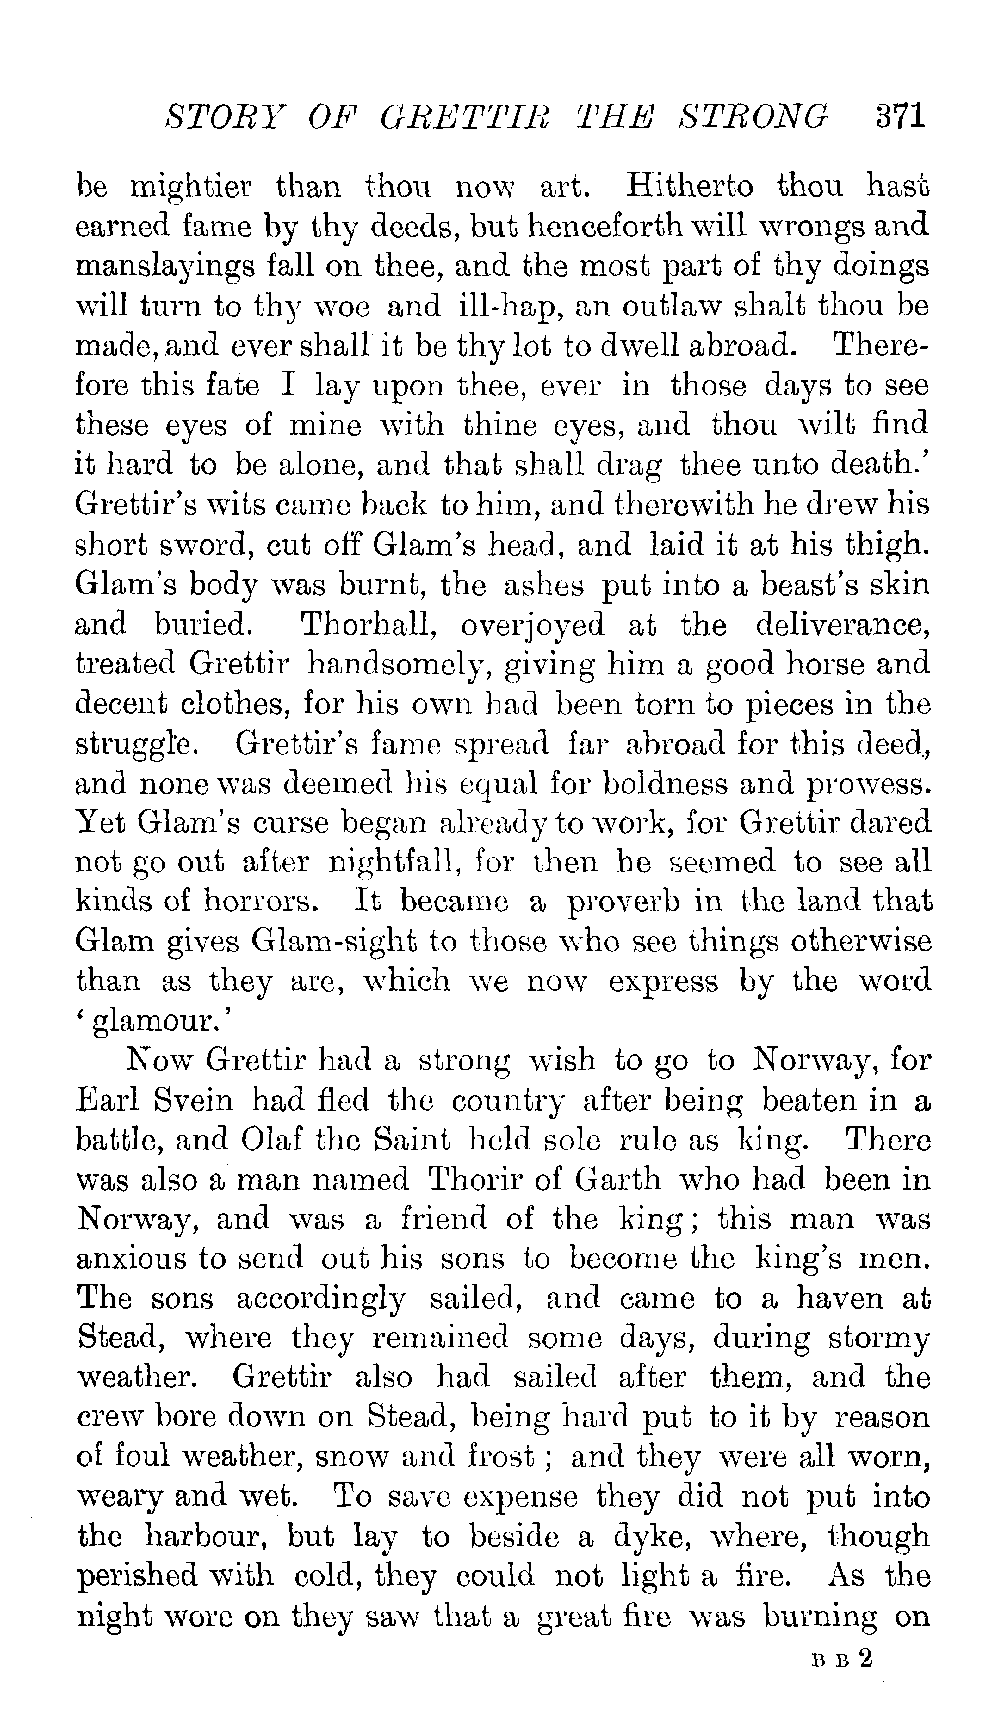 STORY OF GRETTIR THE STRONG 371
be mightier than thou now art. Hitherto thou hast
earned fame by thy deeds, but henceforth will wrongs and
manslayings fall on thee, and the most part of thy doings
will turn to thy woe and ill-hap, an outlaw shalt thou be
made, and ever shall it be thy lot to dwell abroad. There-
fore this fate I lay upon thee, ever in those days to see
these eyes of mine with thine eyes, and thou wilt find
it hard to be alone, and that shall drag thee unto death.’
Grettir’s wits came back to him, and therewith he drew his
short sword, cut off Glam’s head, and laid it at his thigh.
Glam’s body was burnt, the ashes put into a beast’s skin
and buried. Thorhall, overjoyed at the deliverance,
treated Grettir handsomely, giving him a good horse and
decent clothes, for his own had been torn to pieces in the
struggle. Grettir’s fame spread far abroad for this deed,
and none was deemed his equal for boldness and prowess.
Yet Glam’s curse began already to work, for Grettir dared
not go out after nightfall, for then he seemed to see all
kinds of horrors. It became a proverb in the land that
Glam gives Glam-sight to those who see things otherwise
than as they are, which we now express by the word
‘glamour.’
Now Grettir had a strong wish to go to Norway, for
Earl Svein had fled the country after being beaten in a
battle, and Olaf the Saint held sole rule as king. There
was also a man named Thorir of Garth who had been in
Norway, and was a friend of the king; this man was
anxious to send out his sons to become the king’s men.
The sons accordingly sailed, and came to a haven at
Stead, where they remained some days, during stormy
weather. Grettir also had sailed after them, and the
crew bore down on Stead, being hard put to it by reason
of foul weather, snow and frost; and they were all worn,
weary and wet. To save expense they did not put into
the harbour, but lay to beside a dyke, where, though
perished with cold, they could not light a fire. As the
night wore on they saw that a great fire was burning on
B B 2